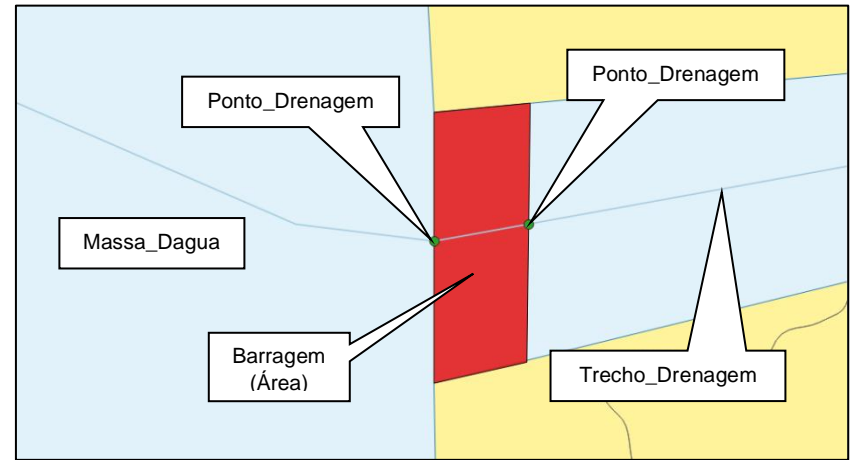 Ponto_Drenagem
Ponto_Drenagem
Massa_Dagua
Barragem
(Área)
Trecho_Drenagem